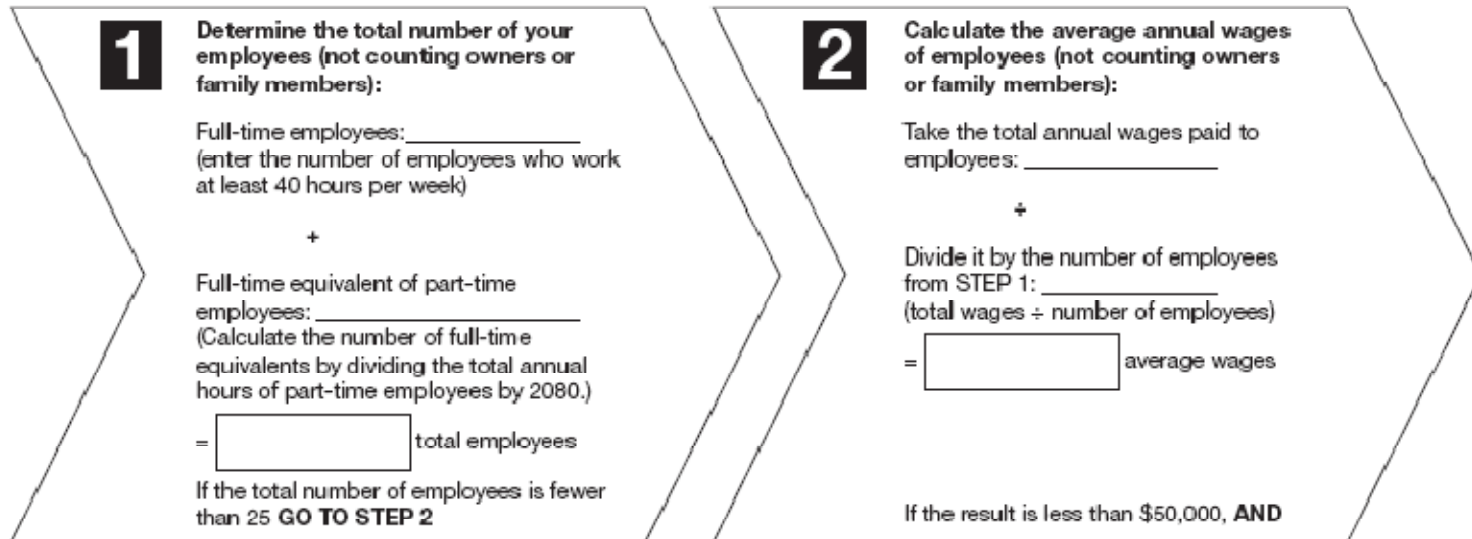 1
Determine the total number of your
employees (not counting owners or
family members):
Full-time employees:
(enter the number of employees who work
at least 40 hours per week)
+
Full-time equivalent of part-time
employees:
(Calculate the number of full-time
equivalents by dividing the total annual
hours of part-time employees by 2080.)
=
total employees
If the total number of employees is fewer
than 25 GO TO STEP 2
2
Calculate the average annual wages
of employees (not counting owners
or family members):
Take the total annual wages paid to
employees:
÷
Divide it by the number of employees
from STEP 1:
(total wages ÷ number of employees)
=
average wages
If the result is less than $50,000, AND